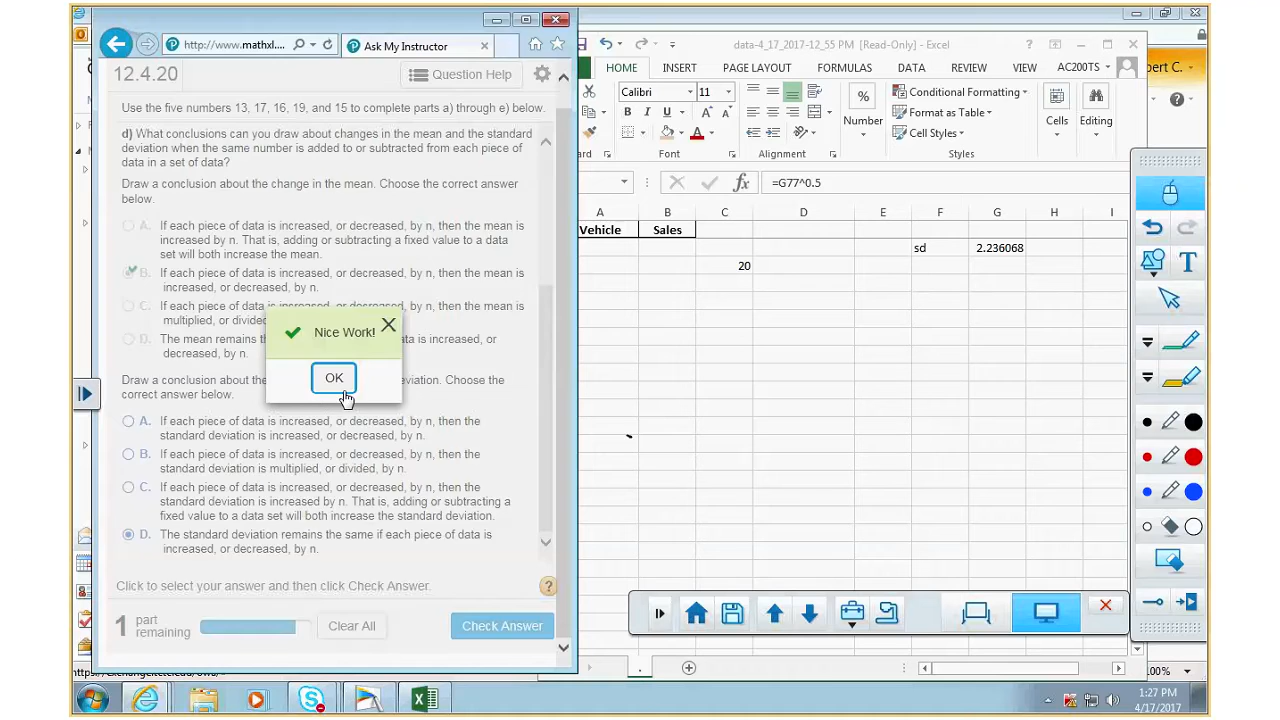 http://www.mathxl....
Ask My Instructor
12.4.20
Question Help
Use the five numbers 13, 17, 16, 19, and 15 to complete parts a) through e) below.
d) What conclusions can you draw about changes in the mean and the standard
deviation when the same number is added to or subtracted from each piece of
data in a set of data?
Draw a conclusion about the change in the mean. Choose the correct answer
below.
A. If each piece of data is increased, or decreased, by n, then the mean is
increased by n. That is, adding or subtracting a fixed value to a data
set will both increase the mean.
B. If each piece of data is increased, or decreased, by n, then the mean is
increased, or decreased, by n.
C. If each piece of data is increased, or decreased, by n, then the mean is
multiplied, or divided
D. The mean remains ata is increased, or
decreased, by n.
Nice Work!
OK
Draw a conclusion about the eviation. Choose the
correct answer below.
A. If each piece of data is increased, or decreased, by n, then the
standard deviation is increased, or decreased, by n.
B. If each piece of data is increased, or decreased, by n, then the
standard deviation is multiplied, or divided, by n.
C. If each piece of data is increased, or decreased, by n, then the
standard deviation is increased by n. That is, adding or subtracting a
fixed value to a data set will both increase the standard deviation.
D. The standard deviation remains the same if each piece of data is
increased, or decreased, by n.
Click to select your answer and then click Check Answer.
?
1 part
remaining
Clear All
Check Answer
data-4_17_2017-12_55 PM [Read-Only] - Excel
HOME INSERT PAGE LAYOUT FORMULAS DATA REVIEW VIEW AC200TS
bert C.
Calibri 11
B I U
Number
Conditional Formatting
Format as Table
Cell Styles
Cells
Editing
ard Font Alignment Styles
fx =G77^0.5
A B C D E F G H I
Vehicle Sales
sd 2.236068
20
00%
1:27 PM
4/17/2017